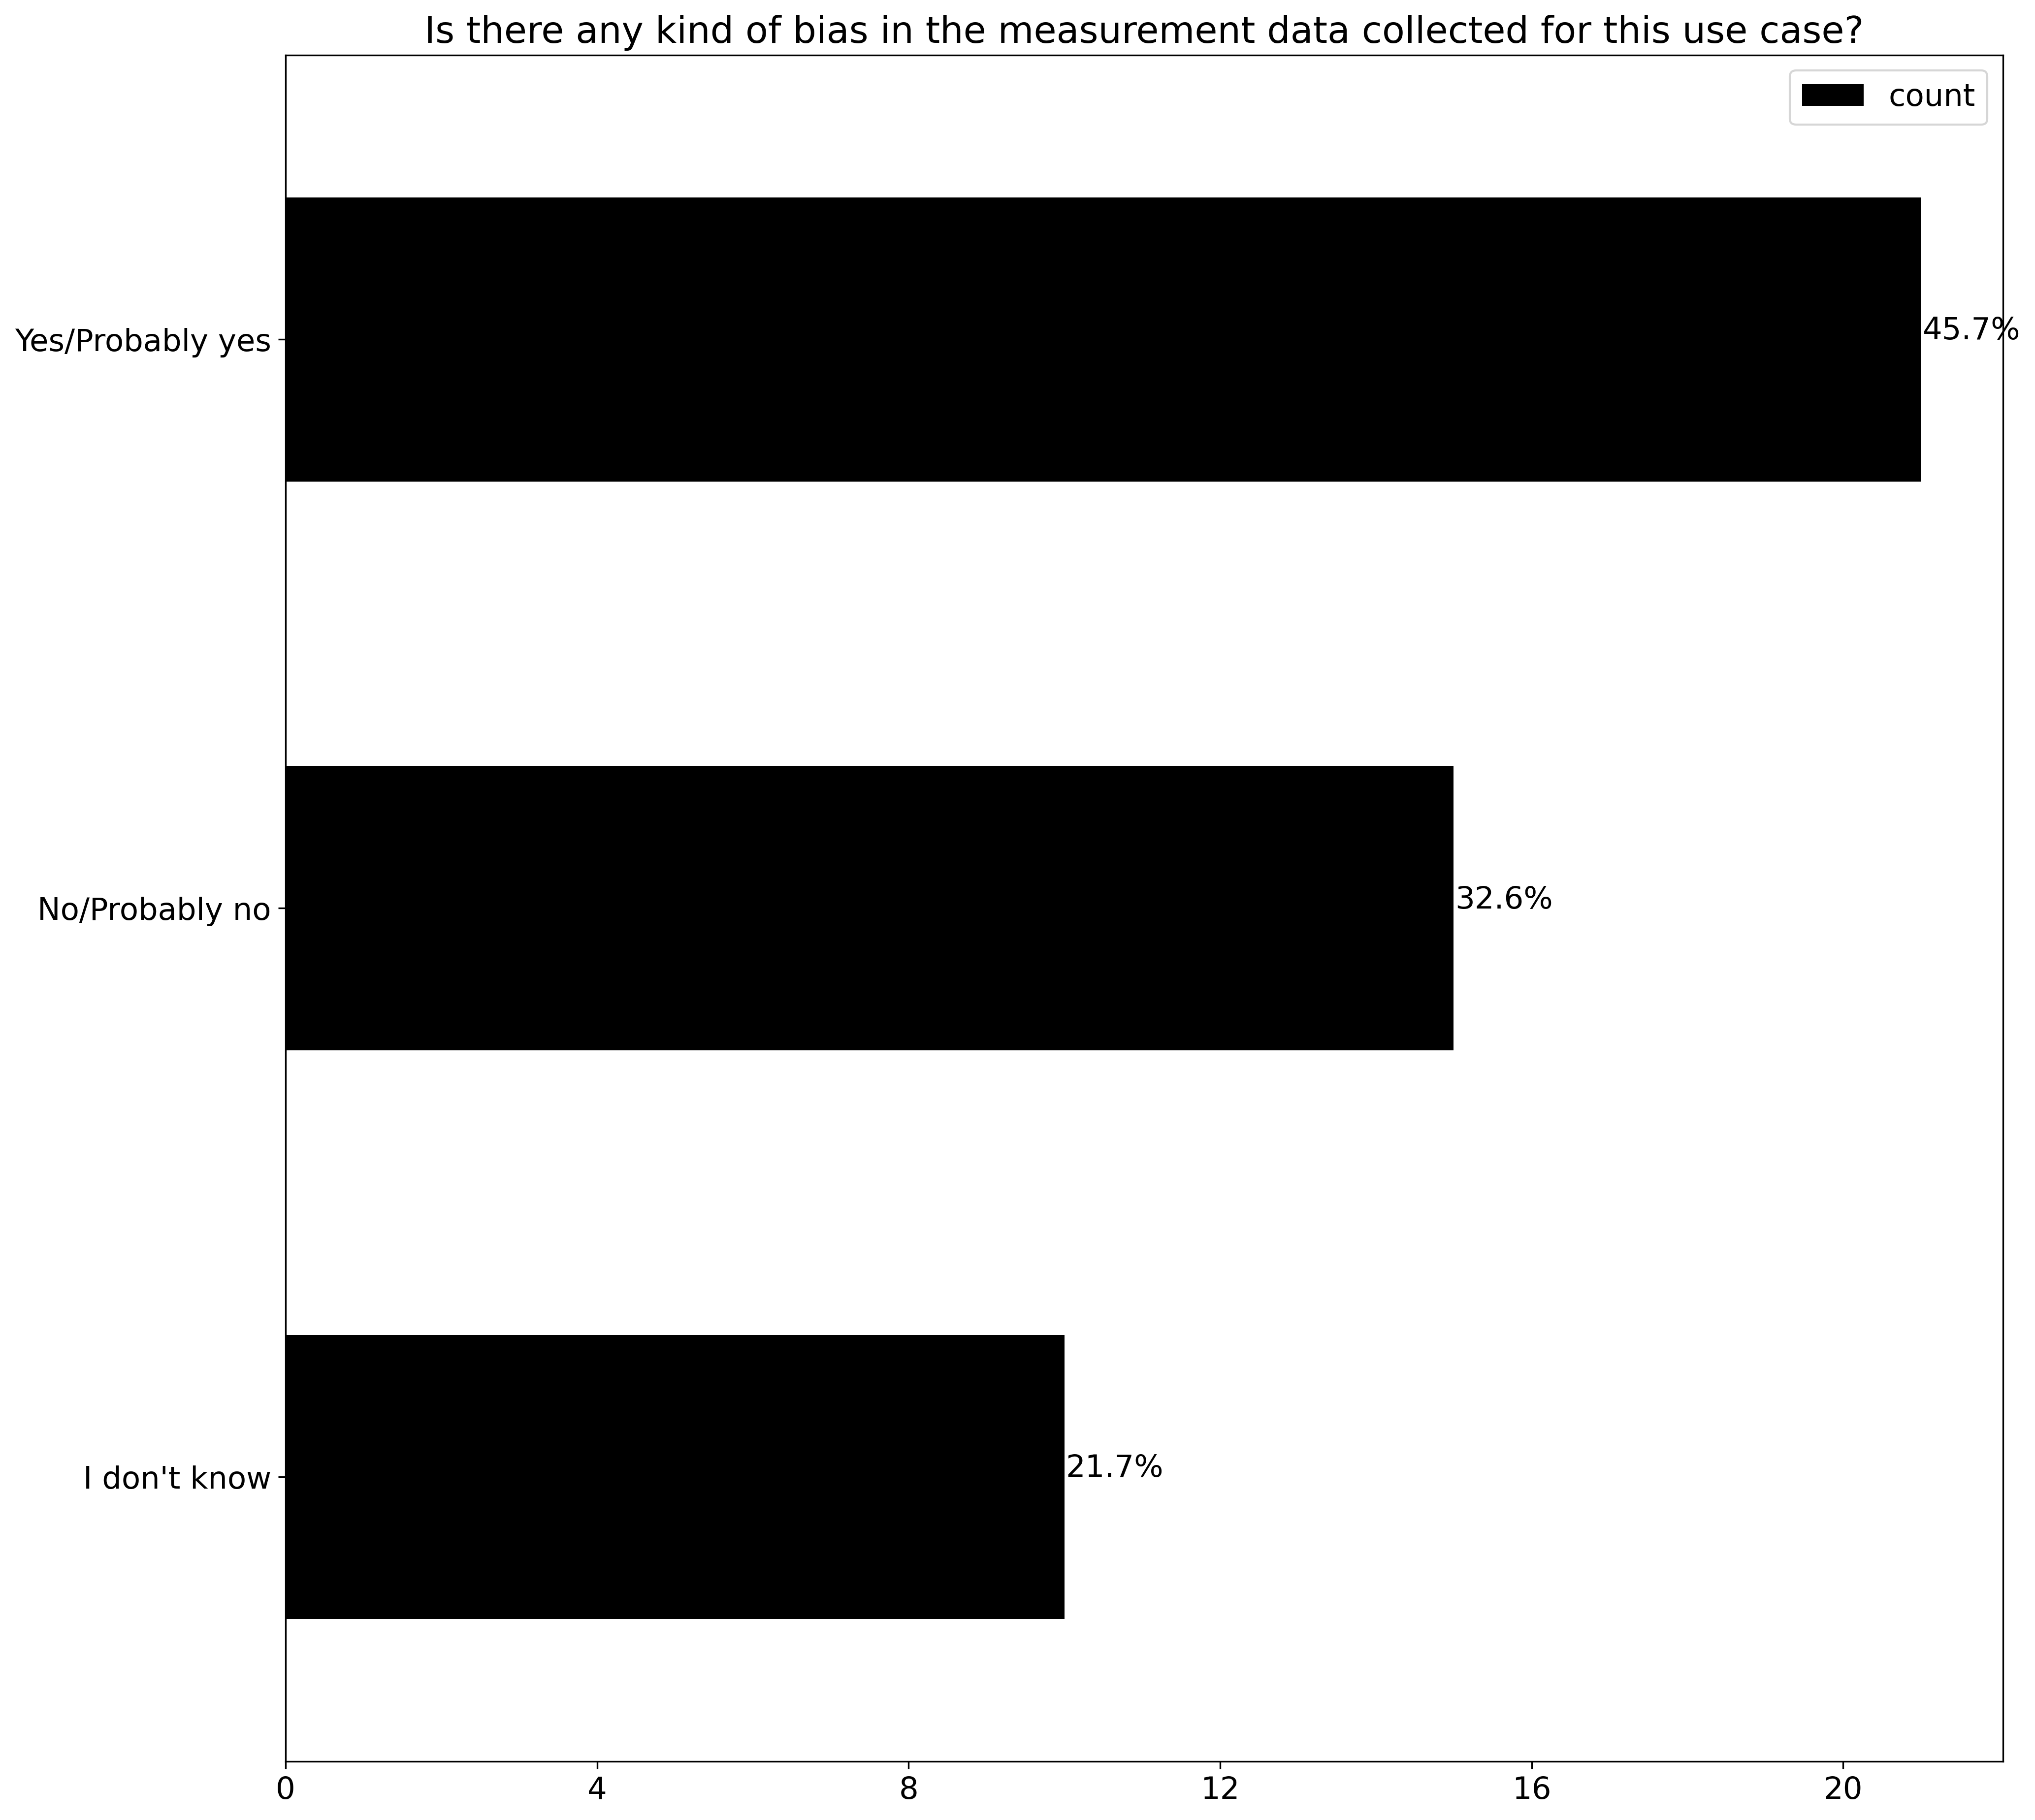 Is there any kind of bias in the measurement data collected for this use case?
count
Yes/Probably yes
45.7%
No/Probably no
32.6%
I don't know
21.7%
0 4 8 12 16 20